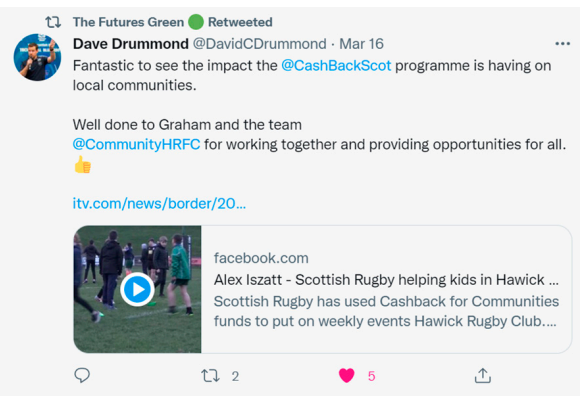 The Futures Green 🟢 Retweeted
Dave Drummond @DavidCDrummond · Mar 16 ...
Fantastic to see the impact the @CashBackScot programme is having on
local communities.
Well done to Graham and the team
@CommunityHRFC for working together and providing opportunities for all.
👍
itv.com/news/border/20...
facebook.com
Alex Iszatt - Scottish Rugby helping kids in Hawick ...
Scottish Rugby has used Cashback for Communities
funds to put on weekly events Hawick Rugby Club....
2 5